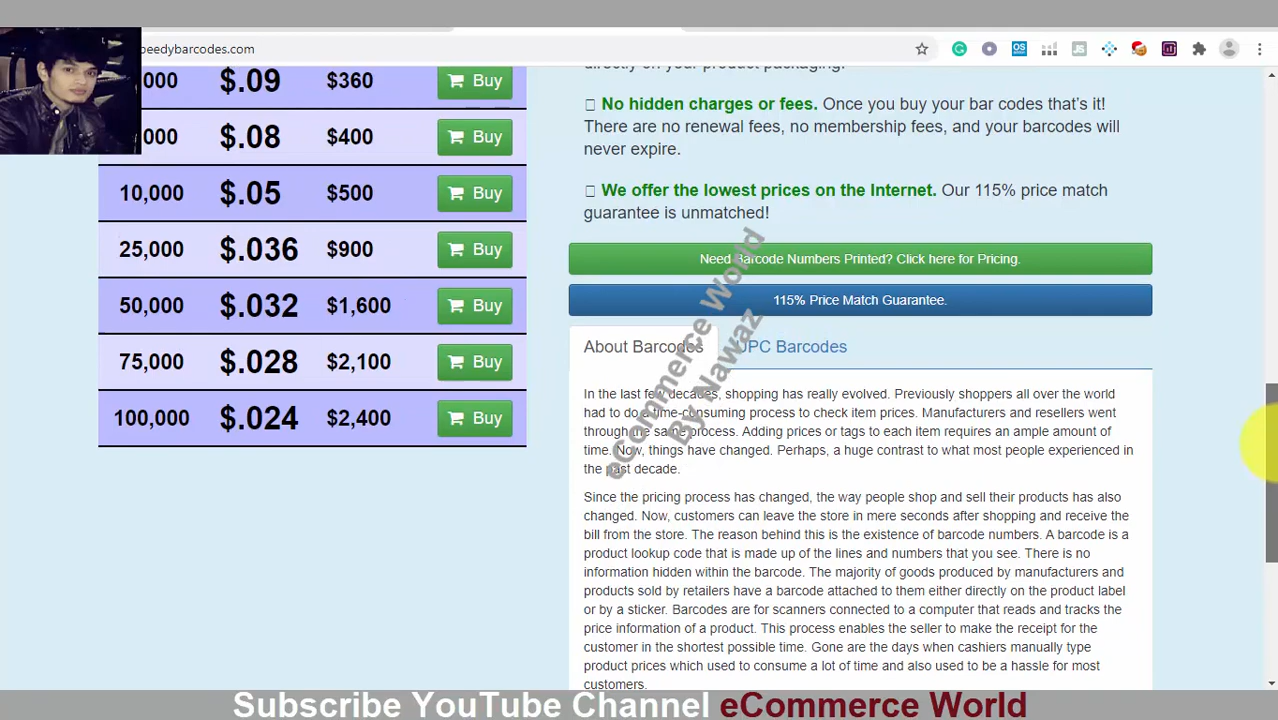 peedybarcodes.com
000 $.09 $360 Buy
000 $.08 $400 Buy
10,000 $.05 $500 Buy
25,000 $.036 $900 Buy
50,000 $.032 $1,600 Buy
75,000 $.028 $2,100 Buy
100,000 $.024 $2,400 Buy
directly on your product packaging.
No hidden charges or fees. Once you buy your bar codes that's it!
There are no renewal fees, no membership fees, and your barcodes will
never expire.
We offer the lowest prices on the Internet. Our 115% price match
guarantee is unmatched!
Need Barcode Numbers Printed? Click here for Pricing.
115% Price Match Guarantee.
About Barcodes UPC Barcodes
In the last few decades, shopping has really evolved. Previously shoppers all over the world
had to do a time-consuming process to check item prices. Manufacturers and resellers went
through the same process. Adding prices or tags to each item requires an ample amount of
time. Now, things have changed. Perhaps, a huge contrast to what most people experienced in
the past decade.
Since the pricing process has changed, the way people shop and sell their products has also
changed. Now, customers can leave the store in mere seconds after shopping and receive the
bill from the store. The reason behind this is the existence of barcode numbers. A barcode is a
product lookup code that is made up of the lines and numbers that you see. There is no
information hidden within the barcode. The majority of goods produced by manufacturers and
products sold by retailers have a barcode attached to them either directly on the product label
or by a sticker. Barcodes are for scanners connected to a computer that reads and tracks the
price information of a product. This process enables the seller to make the receipt for the
customer in the shortest possible time. Gone are the days when cashiers manually type
product prices which used to consume a lot of time and also used to be a hassle for most
customers.
eCommerce World
By Nawaz
Subscribe YouTube Channel eCommerce World